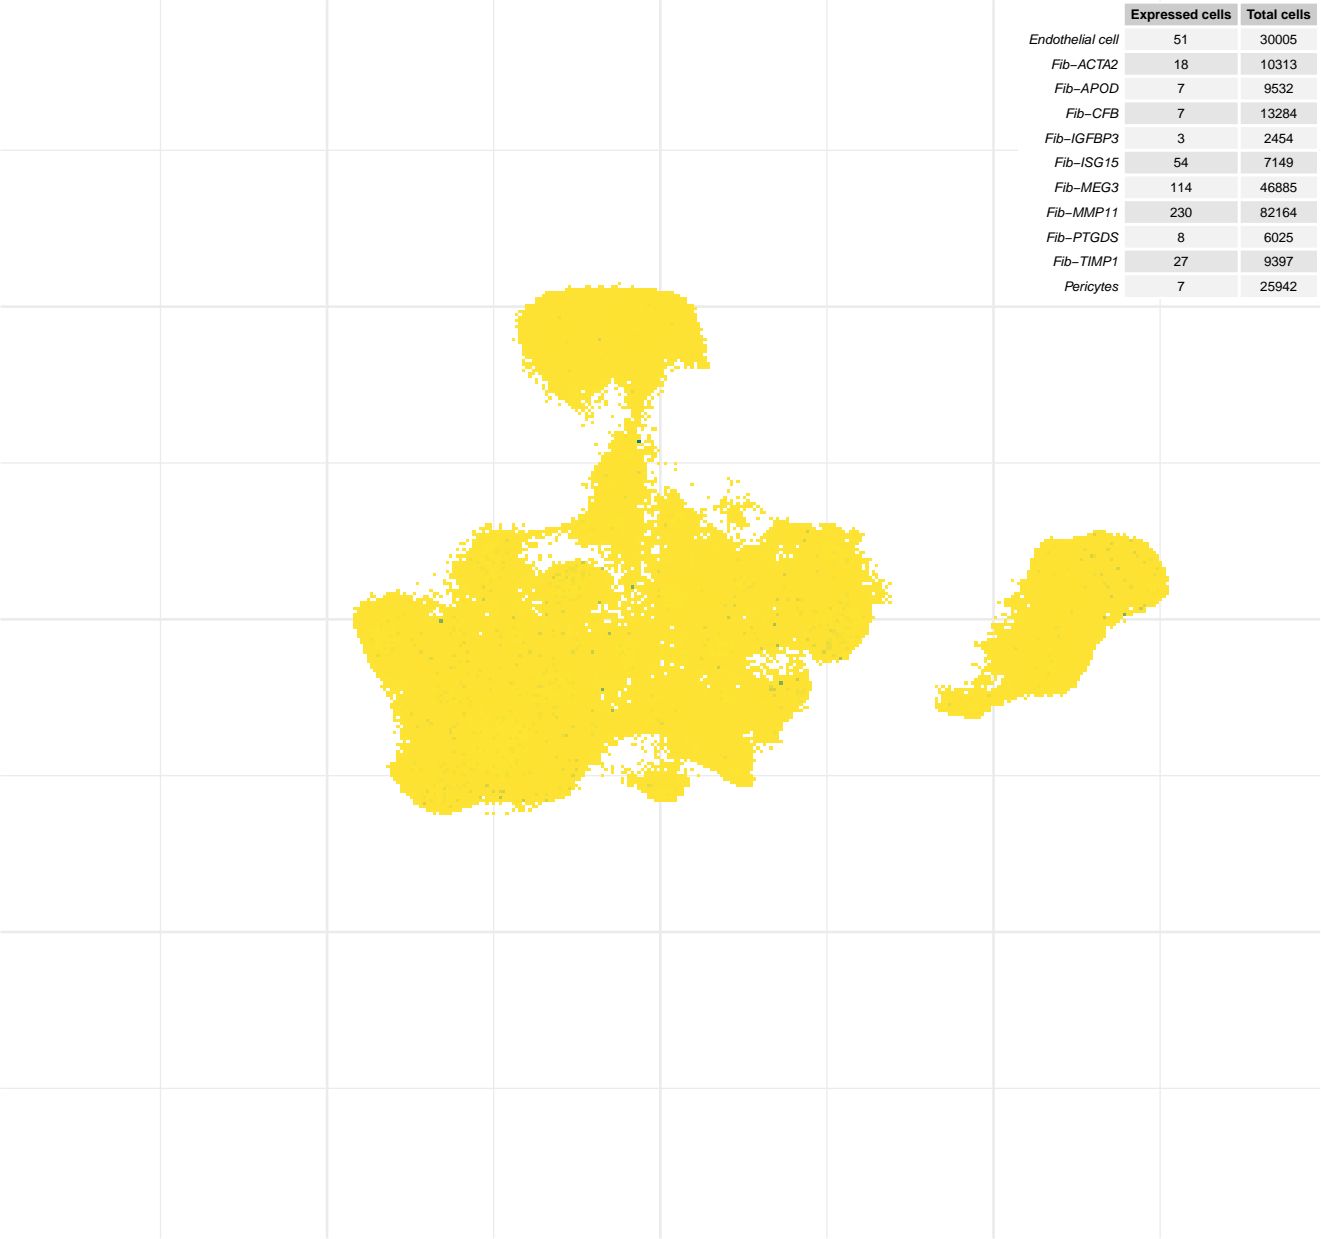 Expressed cells Total cells
Endothelial cell 51 30005
Fib−ACTA2 18 10313
Fib−APOD 7 9532
Fib−CFB 7 13284
Fib−IGFBP3 3 2454
Fib−ISG15 54 7149
Fib−MEG3 114 46885
Fib−MMP11 230 82164
Fib−PTGDS 8 6025
Fib−TIMP1 27 9397
Pericytes 7 25942